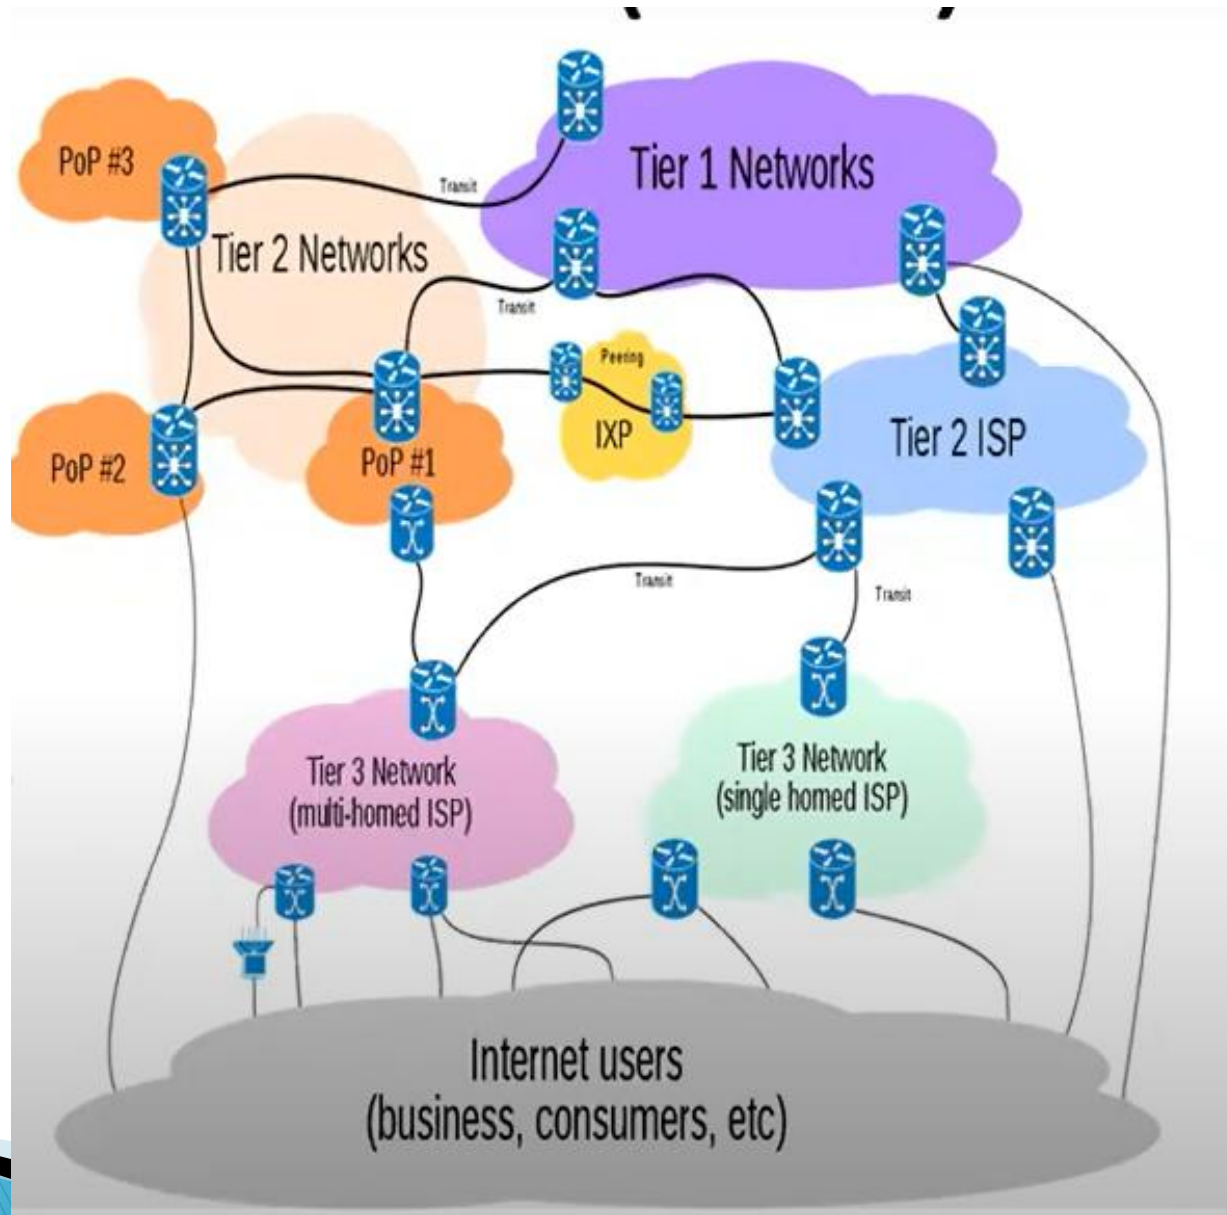 PoP #3
Tier 1 Networks
Transit
Tier 2 Networks
Transit
Peering
IXP
Tier 2 ISP
PoP #2
PoP #1
Transit
Transit
Tier 3 Network
(multi-homed ISP)
Tier 3 Network
(single homed ISP)
Internet users
(business, consumers, etc)